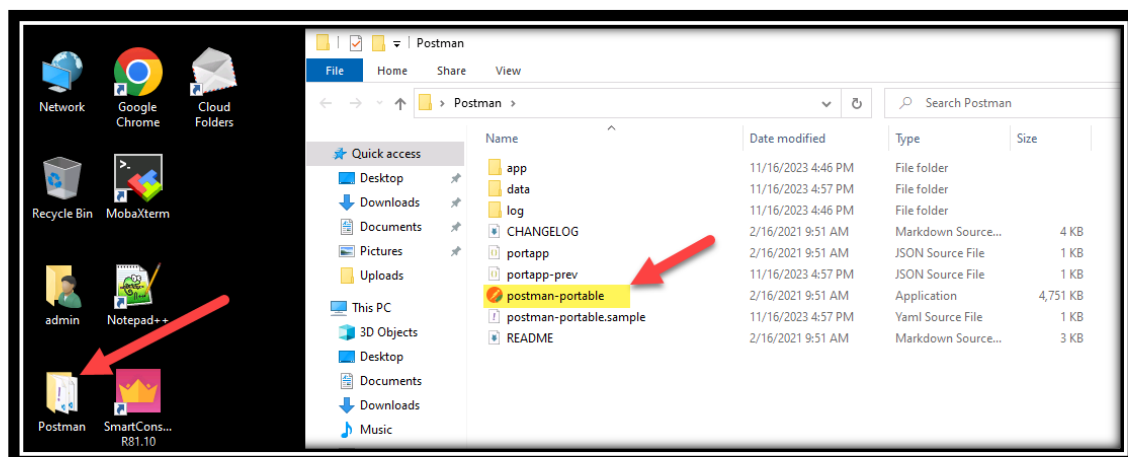 Network
Google
Chrome
Cloud
Folders
Recycle Bin
MobaXterm
admin
Notepad++
Postman
SmartCons...
R81.10
Postman
File Home Share View
Postman
Search Postman
Quick access
Desktop
Downloads
Documents
Pictures
Uploads
This PC
3D Objects
Desktop
Documents
Downloads
Music
Name Date modified Type Size
app 11/16/2023 4:46 PM File folder
data 11/16/2023 4:57 PM File folder
log 11/16/2023 4:46 PM File folder
CHANGELOG 2/16/2021 9:51 AM Markdown Source... 4 KB
portapp 2/16/2021 9:51 AM JSON Source File 1 KB
portapp-prev 11/16/2023 4:57 PM JSON Source File 1 KB
postman-portable 2/16/2021 9:51 AM Application 4,751 KB
postman-portable.sample 11/16/2023 4:57 PM Yaml Source File 1 KB
README 2/16/2021 9:51 AM Markdown Source... 3 KB